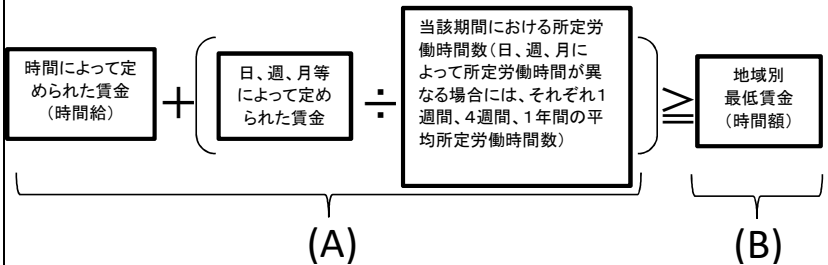 時間によって定
められた賃金
(時間給)
+
日、週、月等
によって定め
られた賃金
÷
当該期間における所定労
働時間数(日、週、月に
よって所定労働時間が異
なる場合には、それぞれ1
週間、4週間、1年間の平
均所定労働時間数)
≧
地域別
最低賃金
(時間額)
(A)
(B)